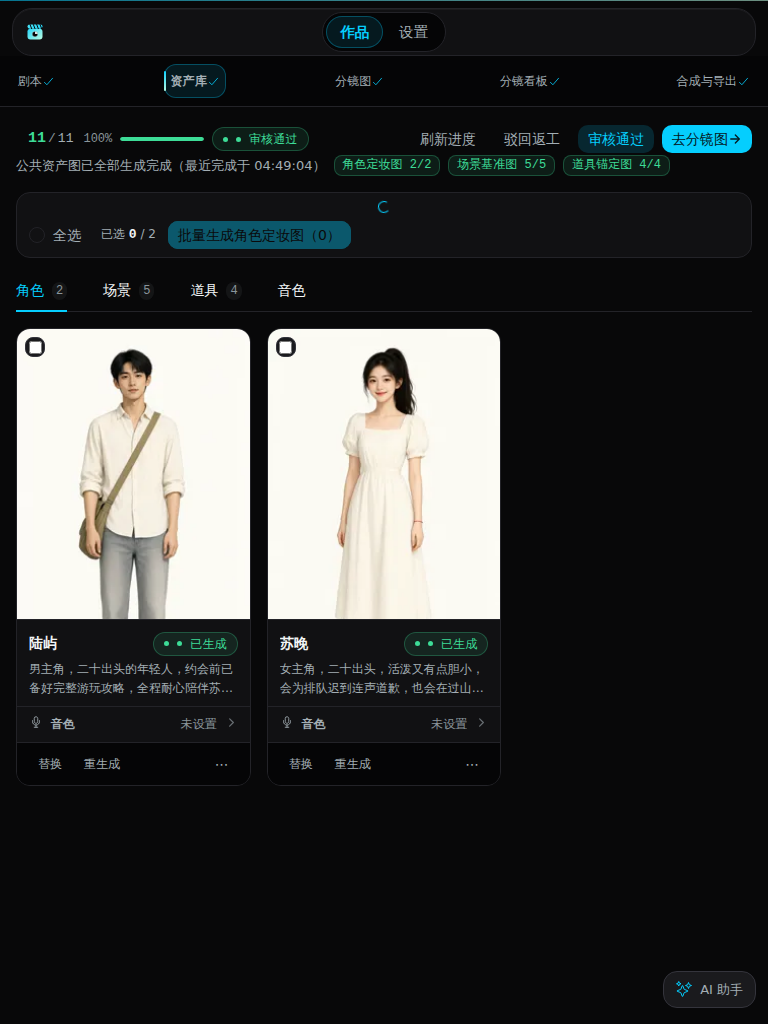 作品 设置
剧本 资产库 分镜图 分镜看板 合成与导出
11/11 100% 审核通过 刷新进度 驳回返工 审核通过 去分镜图→
公共资产图已全部生成完成（最近完成于 04:49:04） 角色定妆图 2/2 场景基准图 5/5 道具锚定图 4/4
全选 已选 0 / 2 批量生成角色定妆图（0）
角色 2 场景 5 道具 4 音色
陆屿 已生成
男主角，二十出头的年轻人，约会前已
备好完整游玩攻略，全程耐心陪伴苏…
音色 未设置
替换 重生成 …
苏晚 已生成
女主角，二十出头，活泼又有点胆小，
会为排队迟到连声道歉，也会在过山…
音色 未设置
替换 重生成 …
AI 助手